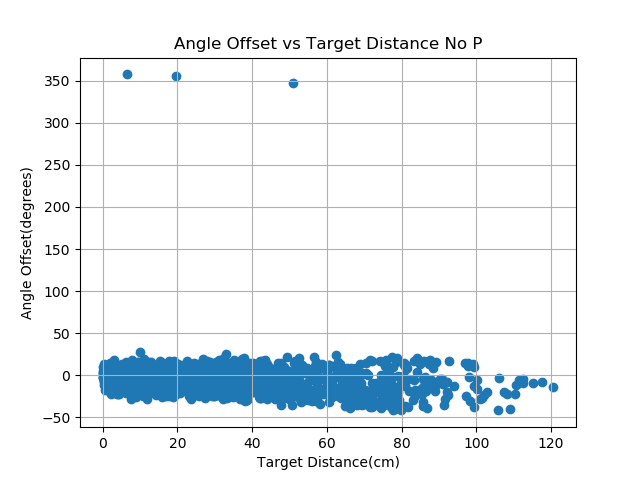 Angle Offset vs Target Distance No P
350
300
250
200
150
100
50
0
−50
Angle Offset(degrees)
0 20 40 60 80 100 120
Target Distance(cm)